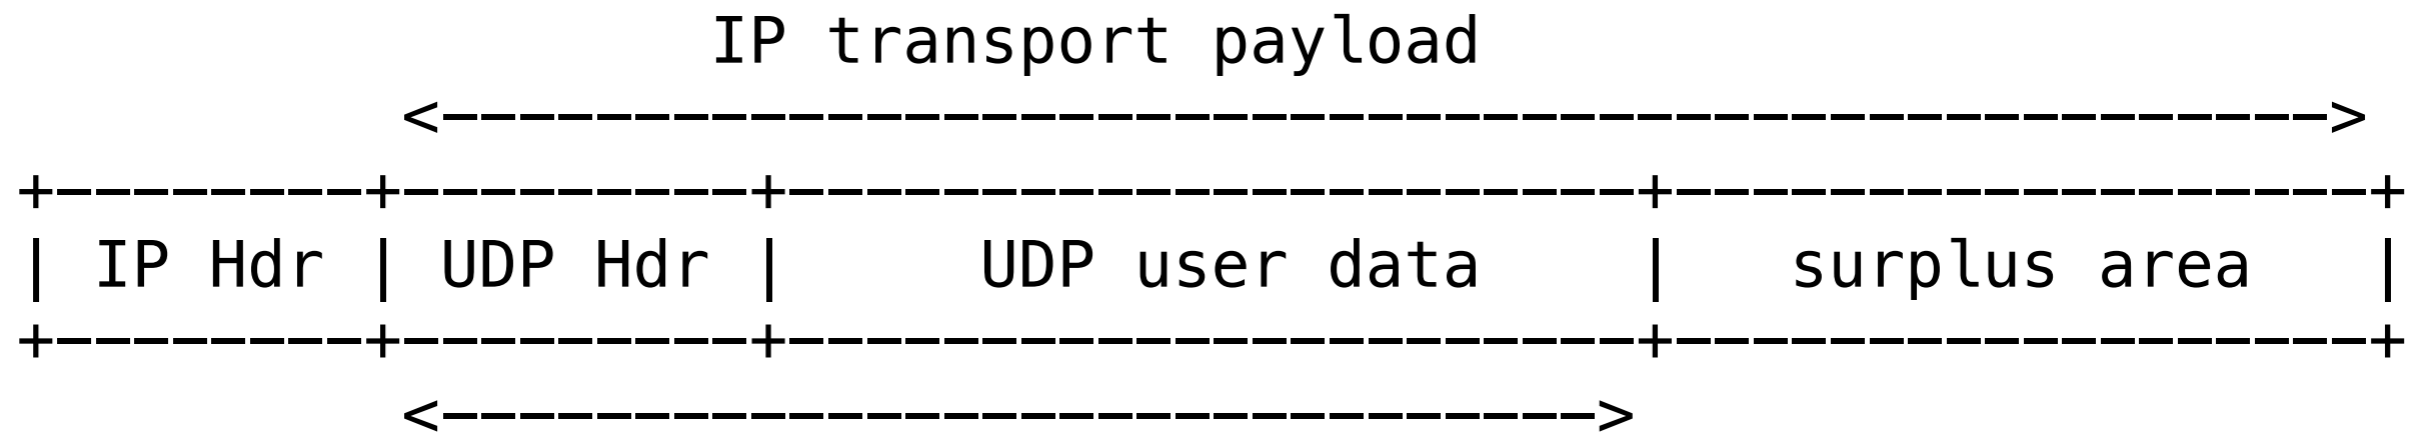 IP transport payload
          <------------------------------------------------->
+--------+---------+----------------------+------------------+
| IP Hdr | UDP Hdr |     UDP user data    |   surplus area   |
+--------+---------+----------------------+------------------+
          <------------------------------>